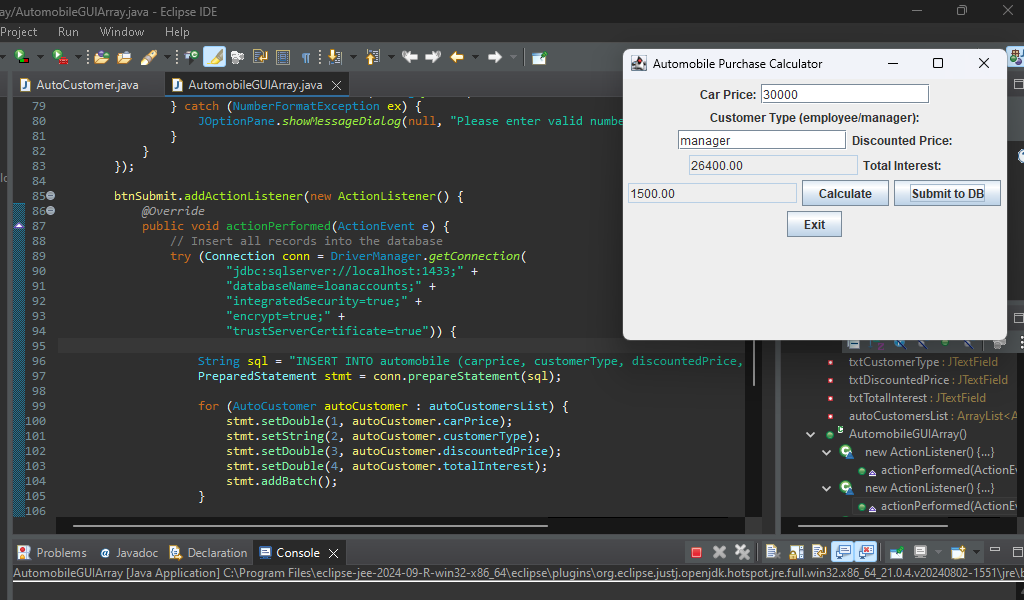 ay/AutomobileGUIArray.java - Eclipse IDE
Project Run Window Help
AutoCustomer.java
AutomobileGUIArray.java
79 } catch (NumberFormatException ex) {
80 JOptionPane.showMessageDialog(null, "Please enter valid numbe
81 }
82 }
83 });
84
85 btnSubmit.addActionListener(new ActionListener() {
86 @Override
87 public void actionPerformed(ActionEvent e) {
88 // Insert all records into the database
89 try (Connection conn = DriverManager.getConnection(
90 "jdbc:sqlserver://localhost:1433;" +
91 "databaseName=loanaccounts;" +
92 "integratedSecurity=true;" +
93 "encrypt=true;" +
94 "trustServerCertificate=true")) {
95
96 String sql = "INSERT INTO automobile (carprice, customerType, discountedPrice,
97 PreparedStatement stmt = conn.prepareStatement(sql);
98
99 for (AutoCustomer autoCustomer : autoCustomersList) {
100 stmt.setDouble(1, autoCustomer.carPrice);
101 stmt.setString(2, autoCustomer.customerType);
102 stmt.setDouble(3, autoCustomer.discountedPrice);
103 stmt.setDouble(4, autoCustomer.totalInterest);
104 stmt.addBatch();
105 }
106
Automobile Purchase Calculator
Car Price: 30000
Customer Type (employee/manager):
manager Discounted Price:
26400.00 Total Interest:
1500.00 Calculate Submit to DB
Exit
txtCustomerType : JTextField
txtDiscountedPrice : JTextField
txtTotalInterest : JTextField
autoCustomersList : ArrayList<A
AutomobileGUIArray()
new ActionListener() {...}
actionPerformed(ActionEv
new ActionListener() {...}
actionPerformed(ActionEv
Problems Javadoc Declaration Console
AutomobileGUIArray [Java Application] C:\Program Files\eclipse-jee-2024-09-R-win32-x86_64\eclipse\plugins\org.eclipse.justj.openjdk.hotspot.jre.full.win32.x86_64_21.0.4.v20240802-1551\jre\b